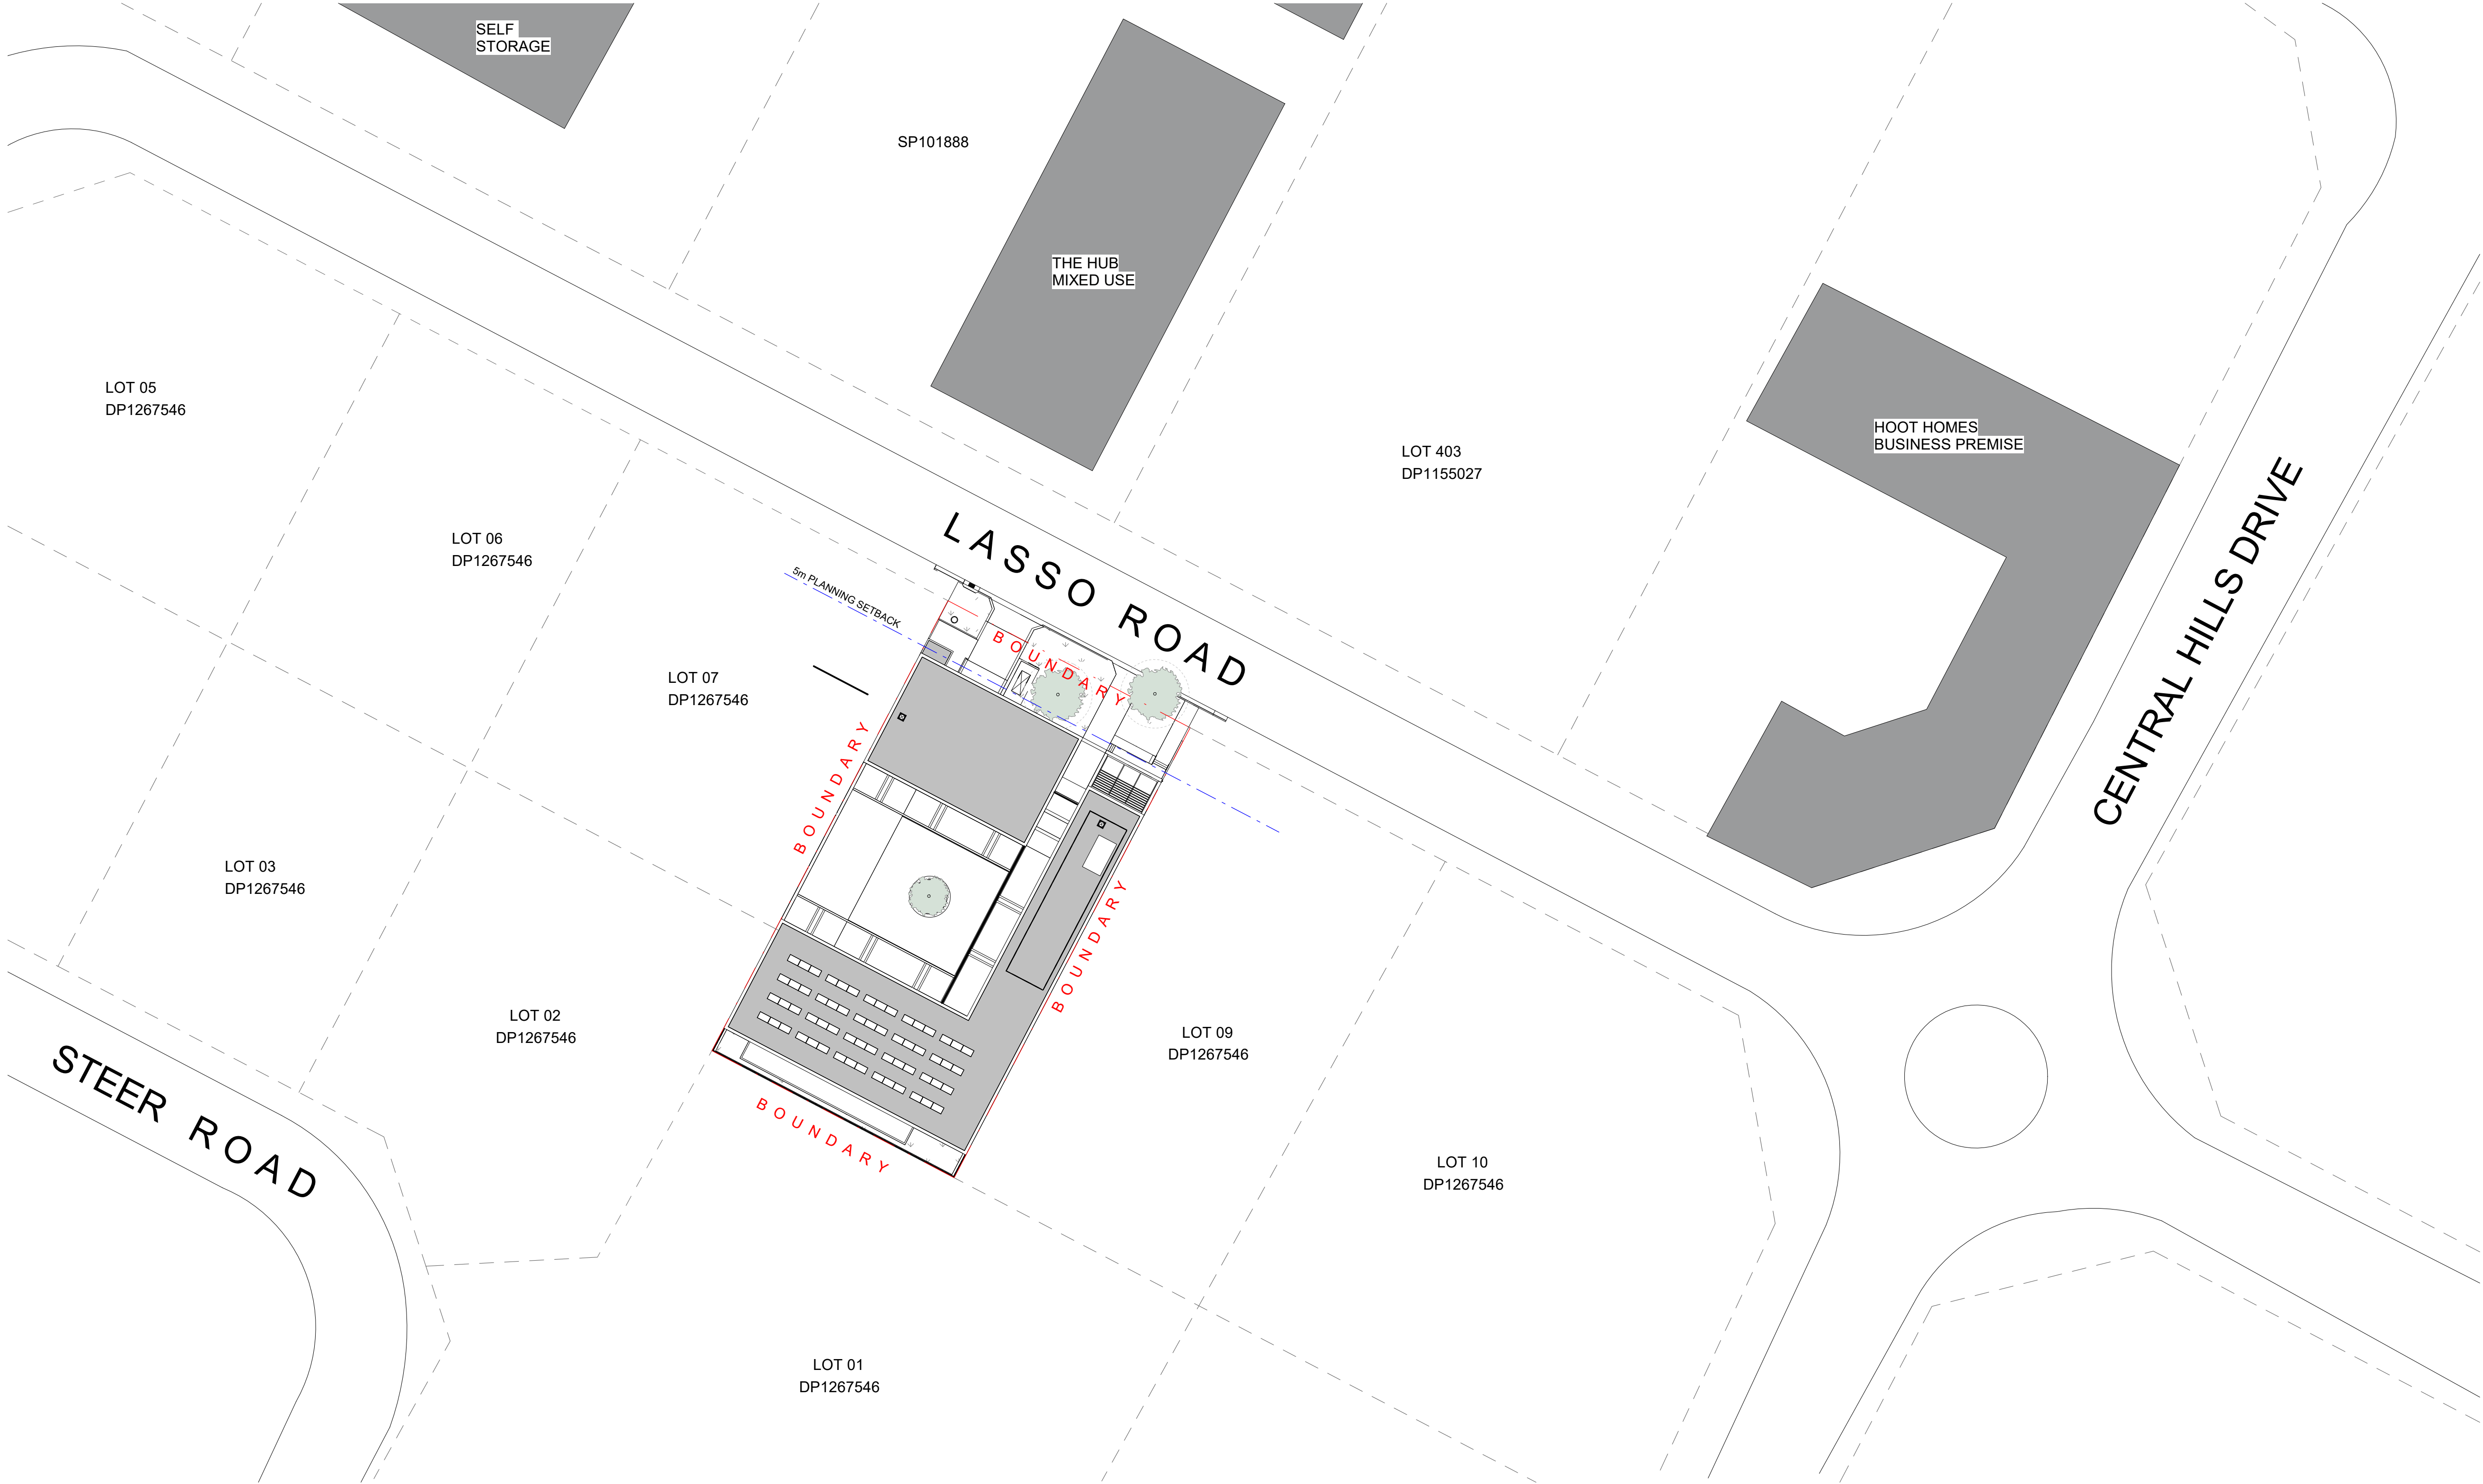 SELF
STORAGE
SP101888
THE HUB
MIXED USE
LOT 05
DP1267546
LOT 403
DP1155027
HOOT HOMES
BUSINESS PREMISE
LOT 06
DP1267546
LASSO ROAD
CENTRAL HILLS DRIVE
5m PLANNING SETBACK
BOUNDARY
LOT 07
DP1267546
BOUNDARY
LOT 03
DP1267546
BOUNDARY
LOT 02
DP1267546
LOT 09
DP1267546
STEER ROAD
BOUNDARY
LOT 10
DP1267546
LOT 01
DP1267546